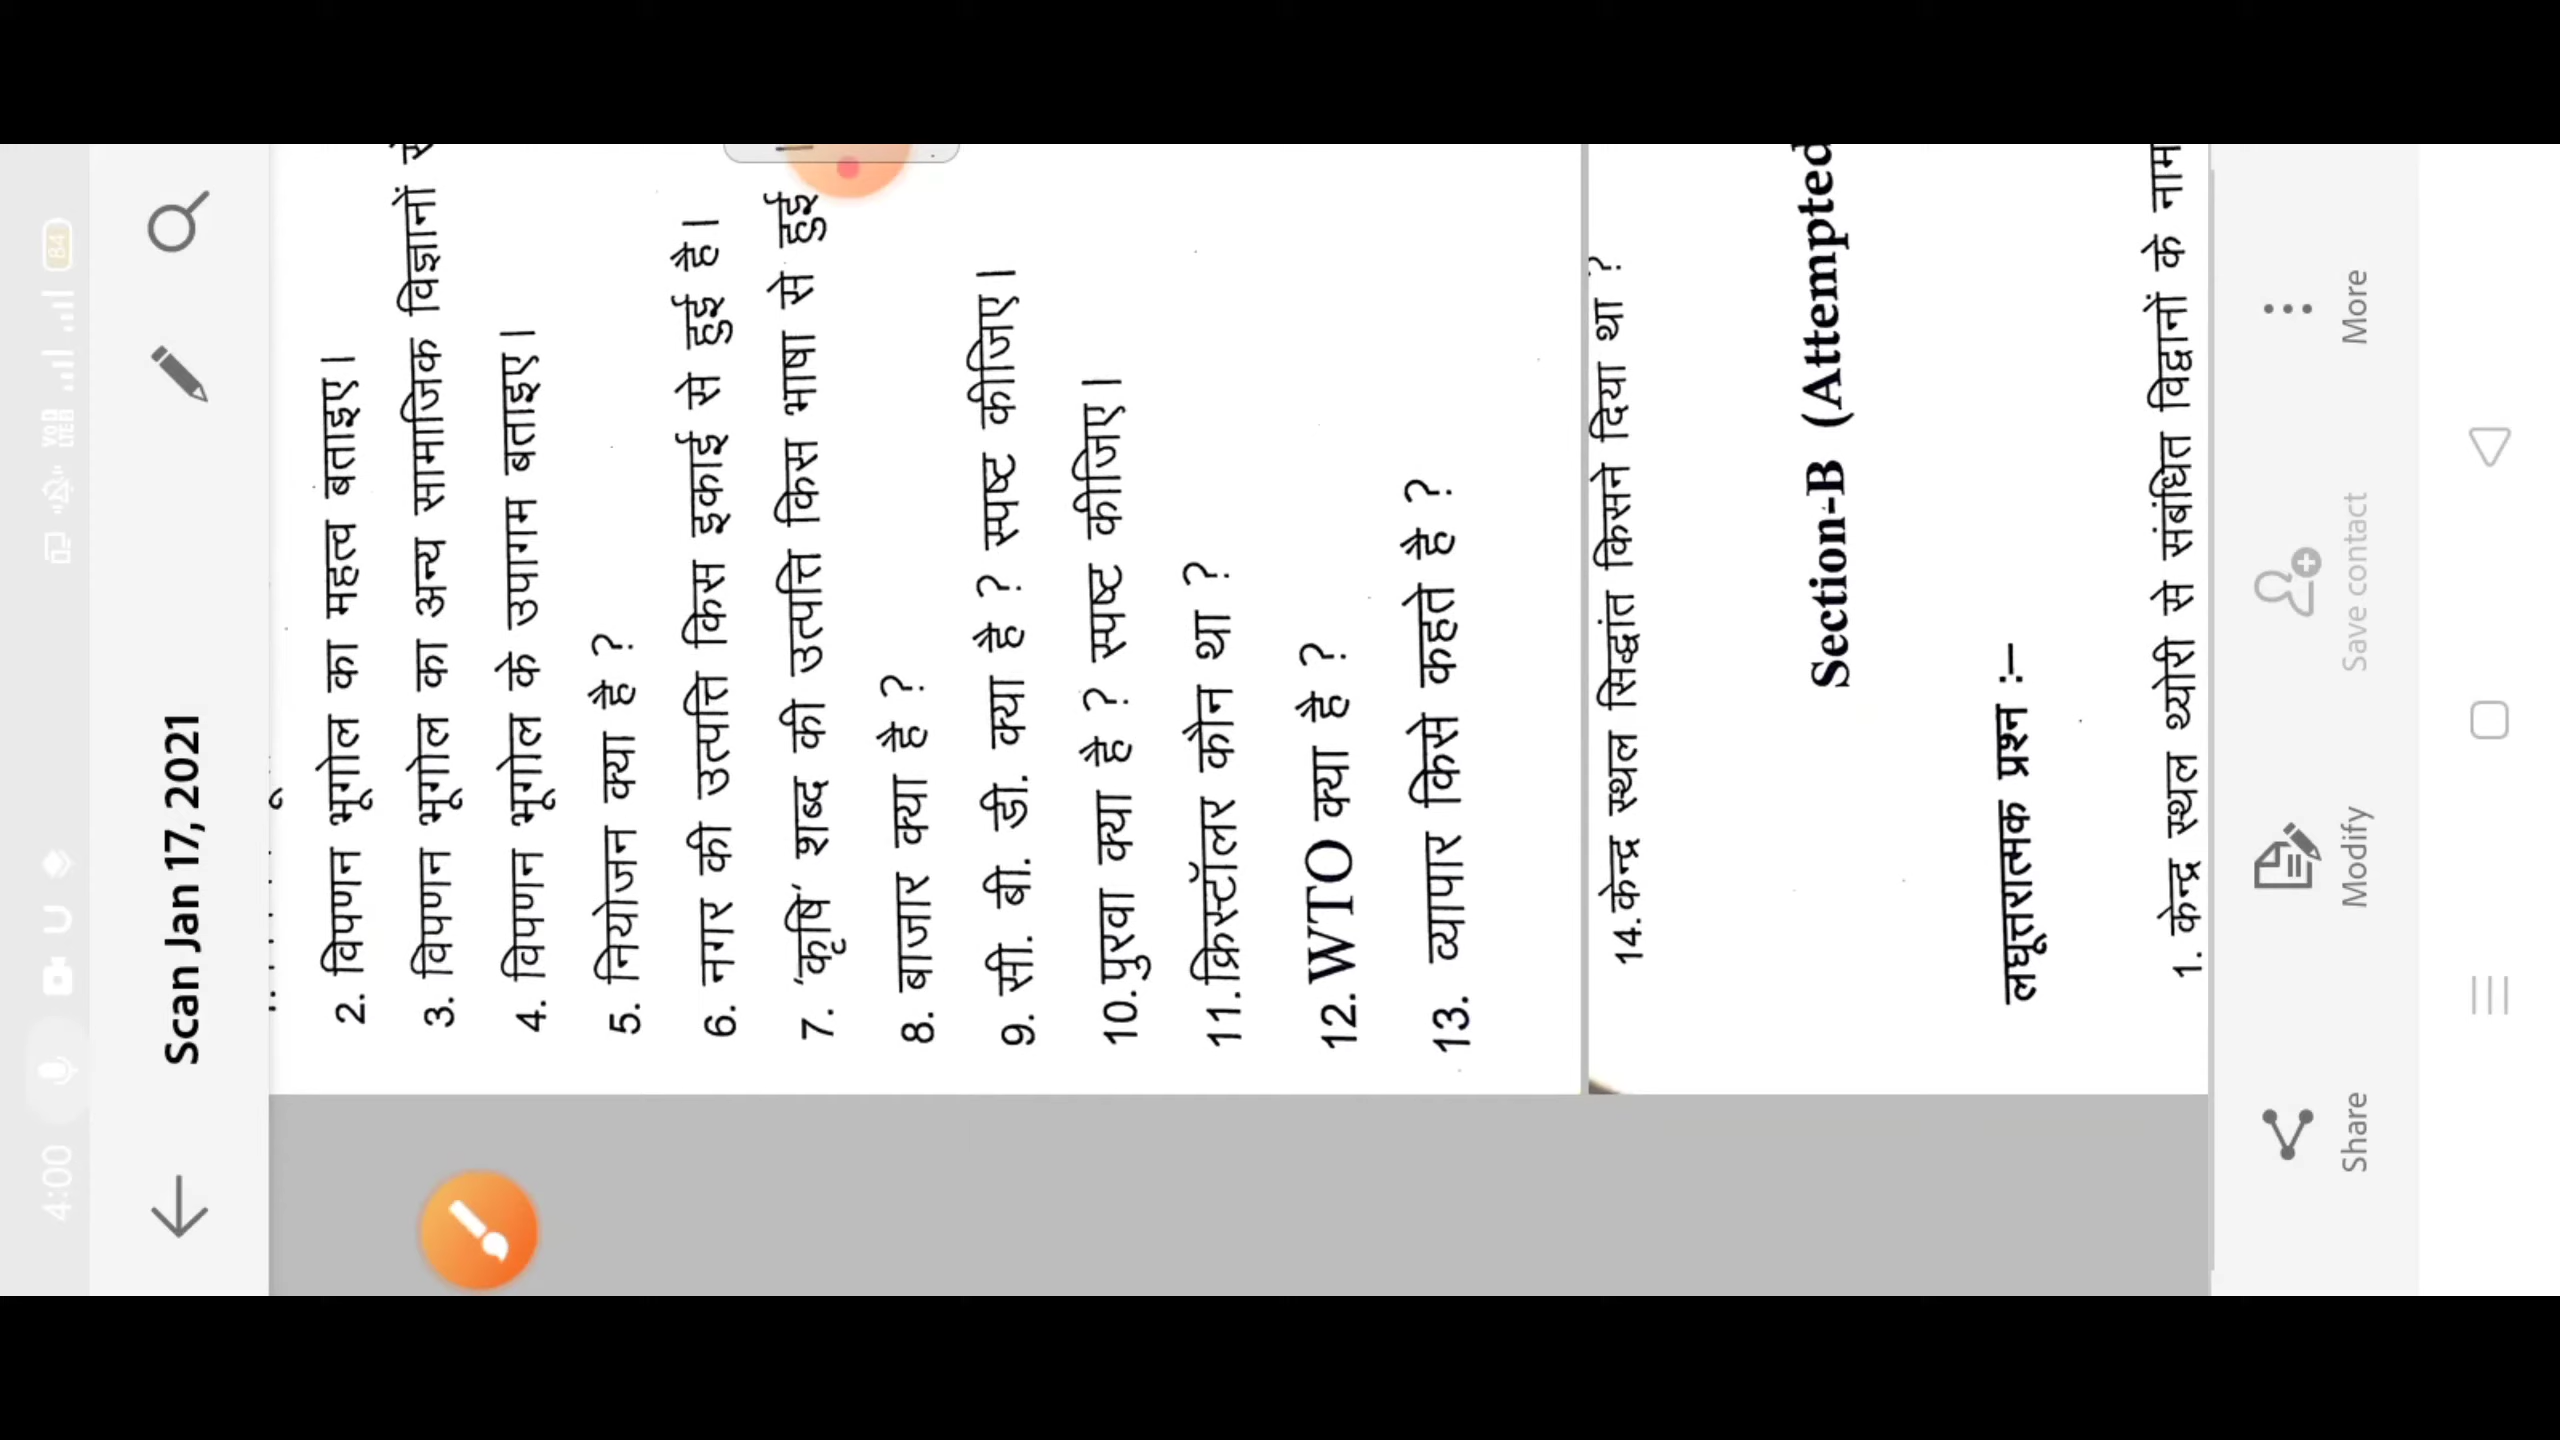 4:00
84
Scan Jan 17, 2021
2. विपणन भूगोल का महत्व बताइए।
3. विपणन भूगोल का अन्य सामाजिक विज्ञानों
4. विपणन भूगोल के उपागम बताइए।
5. नियोजन क्या है ?
6. नगर की उत्पत्ति किस इकाई से हुई है।
7. 'कृषि' शब्द की उत्पत्ति किस भाषा से हुई
8. बाजार क्या है ?
9. सी. बी. डी. क्या है ? स्पष्ट कीजिए।
10.पुरवा क्या है ? स्पष्ट कीजिए।
11.क्रिस्टॉलर कौन था ?
12. WTO क्या है ?
13. व्यापार किसे कहते है ?
14.केन्द्र स्थल सिद्धांत किसने दिया था ?
Section-B (Attempted
लघुत्तरात्मक प्रश्न :–
1. केन्द्र स्थल थ्योरी से संबंधित विद्वानों के नाम
Share
Modify
Save contact
More